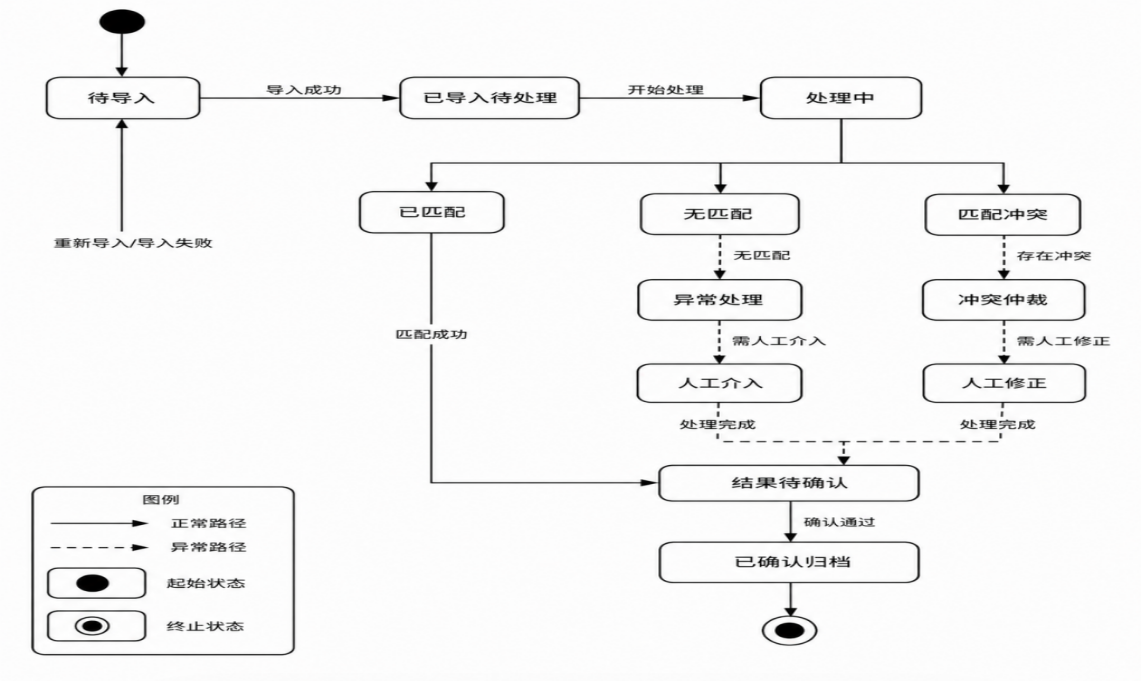 待导入
导入成功
已导入待处理
开始处理
处理中
重新导入/导入失败
已匹配
无匹配
匹配冲突
无匹配
存在冲突
异常处理
冲突仲裁
匹配成功
需人工介入
需人工修正
人工介入
人工修正
处理完成
处理完成
结果待确认
确认通过
已确认归档
图例
正常路径
异常路径
起始状态
终止状态